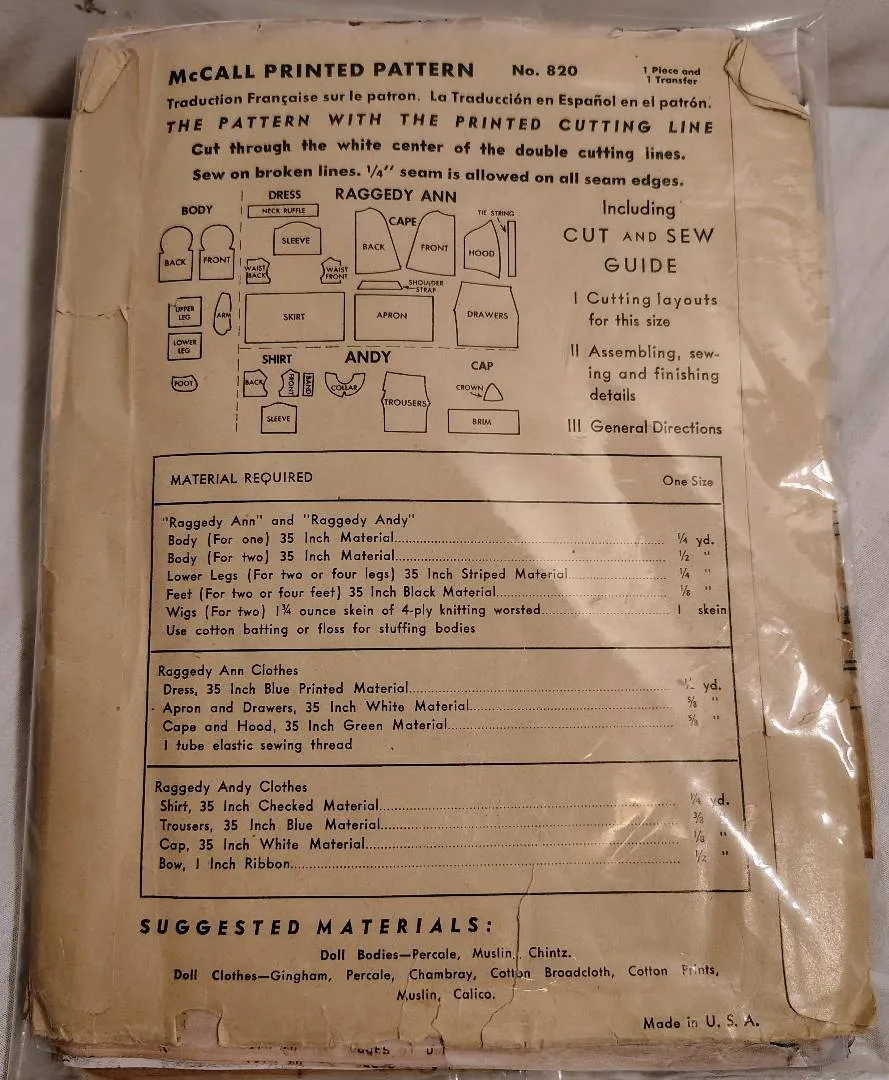 McCALL PRINTED PATTERN No. 820 1 Piece and
1 Transfer
Traduction Française sur le patron. La Traducción en Español en el patrón.
THE PATTERN WITH THE PRINTED CUTTING LINE
Cut through the white center of the double cutting lines.
Sew on broken lines. 1/4" seam is allowed on all seam edges.
BODY
BACK
FRONT
UPPER
LEG
ARM
LOWER
LEG
FOOT
DRESS RAGGEDY ANN
NECK RUFFLE
SLEEVE
WAIST
BACK
WAIST
FRONT
CAPE
BACK
FRONT
TIE STRING
HOOD
SHOULDER
STRAP
SKIRT
APRON
DRAWERS
SHIRT ANDY
BACK
FRONT
BAND
COLLAR
SLEEVE
TROUSERS
CAP
CROWN
BRIM
Including
CUT AND SEW
GUIDE
I Cutting layouts
for this size
II Assembling, sew-
ing and finishing
details
III General Directions
MATERIAL REQUIRED One Size
"Raggedy Ann" and "Raggedy Andy"
Body (For one) 35 Inch Material 1/4 yd.
Body (For two) 35 Inch Material 1/2 "
Lower Legs (For two or four legs) 35 Inch Striped Material 1/4 "
Feet (For two or four feet) 35 Inch Black Material 1/8 "
Wigs (For two) 1¾ ounce skein of 4-ply knitting worsted 1 skein
Use cotton batting or floss for stuffing bodies
Raggedy Ann Clothes
Dress, 35 Inch Blue Printed Material yd.
Apron and Drawers, 35 Inch White Material 5/8 "
Cape and Hood, 35 Inch Green Material 5/8 "
1 tube elastic sewing thread
Raggedy Andy Clothes
Shirt, 35 Inch Checked Material 1/4 yd.
Trousers, 35 Inch Blue Material
Cap, 35 Inch White Material "
Bow, 1 Inch Ribbon 1/2 "
SUGGESTED MATERIALS:
Doll Bodies—Percale, Muslin, Chintz.
Doll Clothes—Gingham, Percale, Chambray, Cotton Broadcloth, Cotton Prints,
Muslin, Calico.
Made in U. S. A.